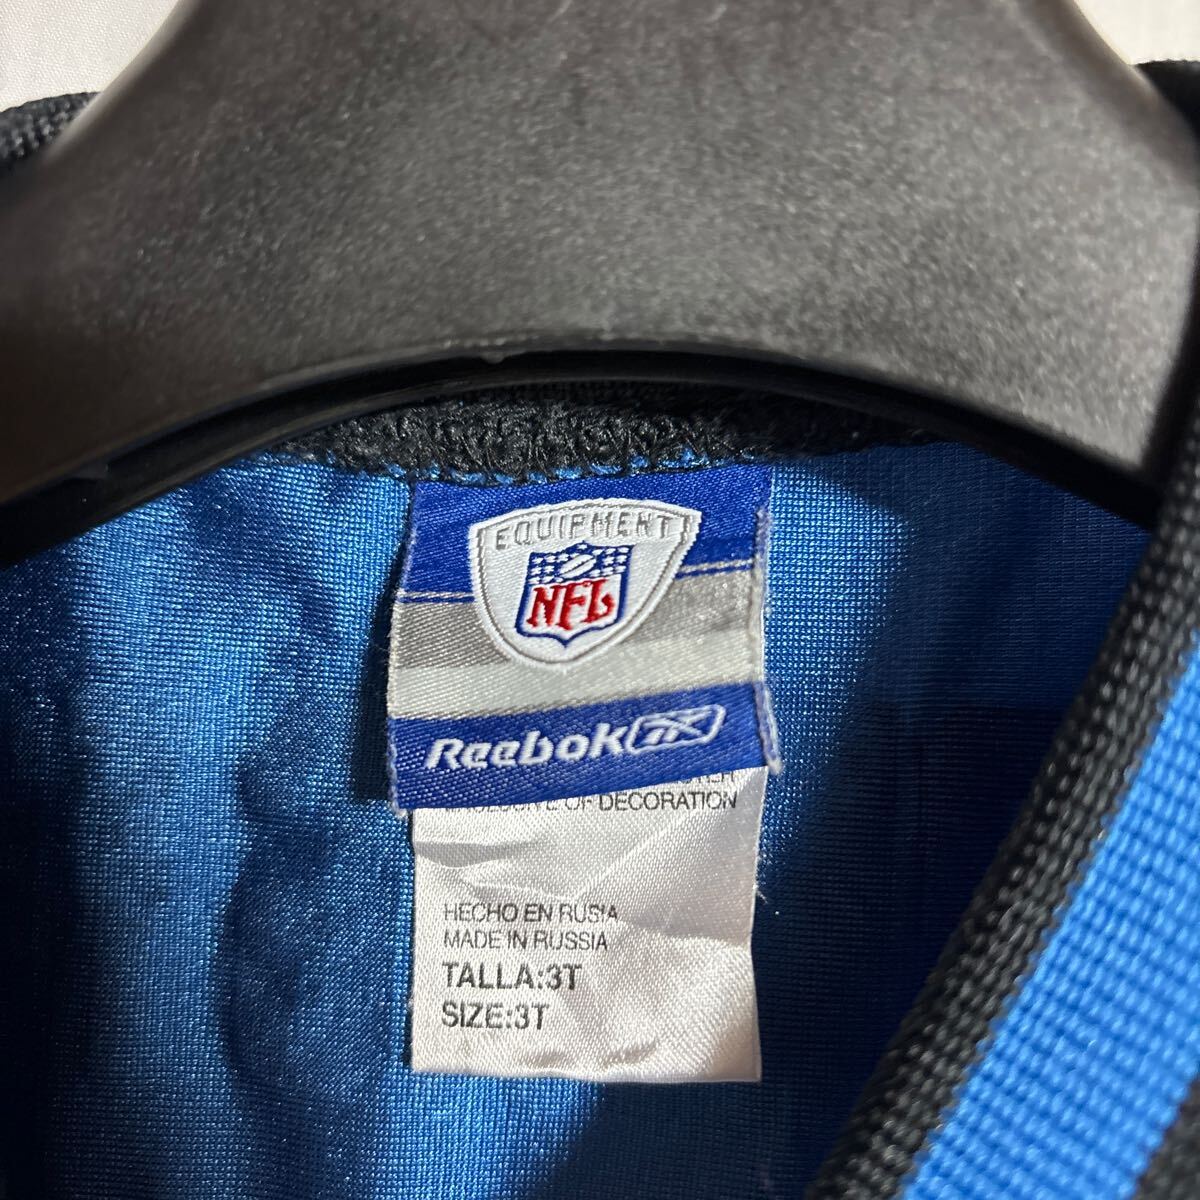 EQUIPMENT
NFL
Reebok
OF DECORATION
HECHO EN RUSIA
MADE IN RUSSIA
TALLA:3T
SIZE:3T